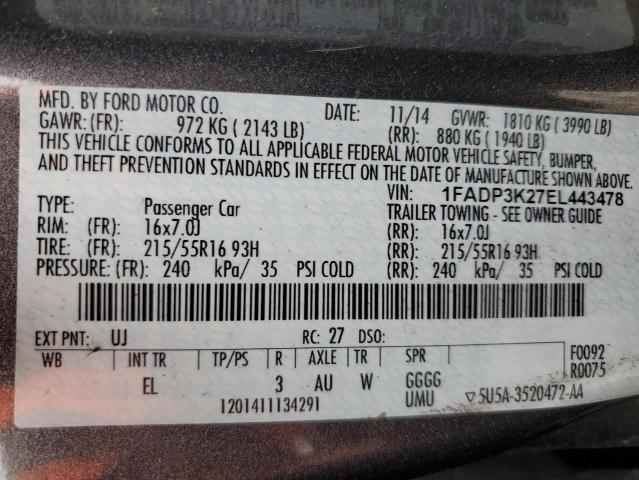 MFD. BY FORD MOTOR CO.
DATE: 11/14 GVWR: 1810 KG ( 3990 LB)
GAWR: (FR): 972 KG ( 2143 LB) (RR): 880 KG ( 1940 LB)
THIS VEHICLE CONFORMS TO ALL APPLICABLE FEDERAL MOTOR VEHICLE SAFETY, BUMPER,
AND THEFT PREVENTION STANDARDS IN EFFECT ON THE DATE OF MANUFACTURE SHOWN ABOVE.
VIN: 1FADP3K27EL443478
TYPE: Passenger Car TRAILER TOWING - SEE OWNER GUIDE
RIM: (FR): 16x7.0J (RR): 16x7.0J
TIRE: (FR): 215/55R16 93H (RR): 215/55R16 93H
PRESSURE: (FR): 240 kPa/ 35 PSI COLD (RR): 240 kPa/ 35 PSI COLD
EXT PNT: UJ RC: 27 DSO:
F0092
WB INT TR TP/PS R AXLE TR SPR
R0075
EL 3 AU W GGGG
UMU
1201411134291
▽5U5A-3520472-AA